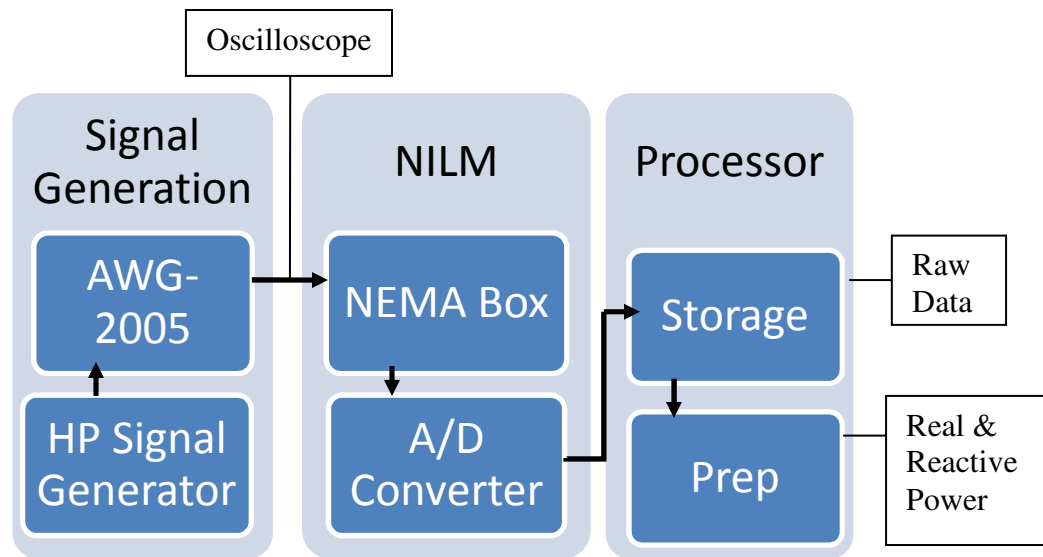 Oscilloscope
Signal
Generation
AWG-
2005
HP Signal
Generator
NILM
NEMA Box
A/D
Converter
Processor
Storage
Prep
Raw
Data
Real &
Reactive
Power